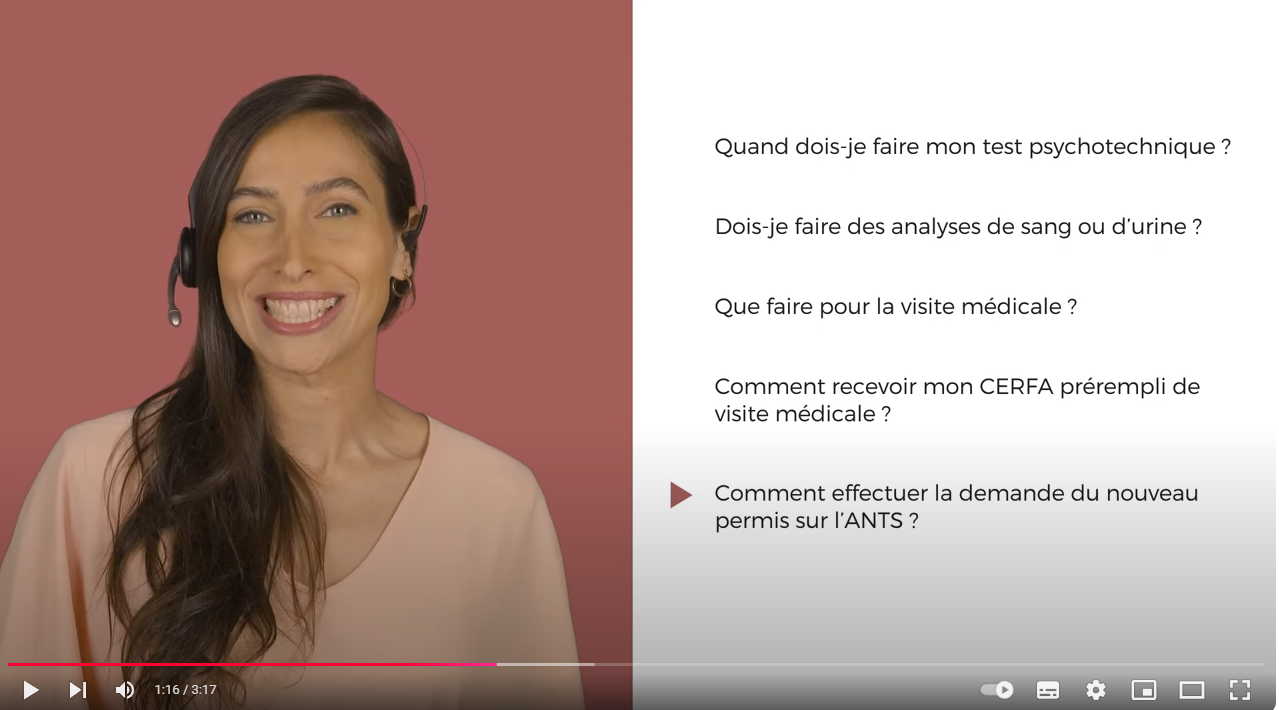 Quand dois-je faire mon test psychotechnique ?
Dois-je faire des analyses de sang ou d’urine ?
Que faire pour la visite médicale ?
Comment recevoir mon CERFA prérempli de
visite médicale ?
Comment effectuer la demande du nouveau
permis sur l’ANTS ?
1:16 / 3:17